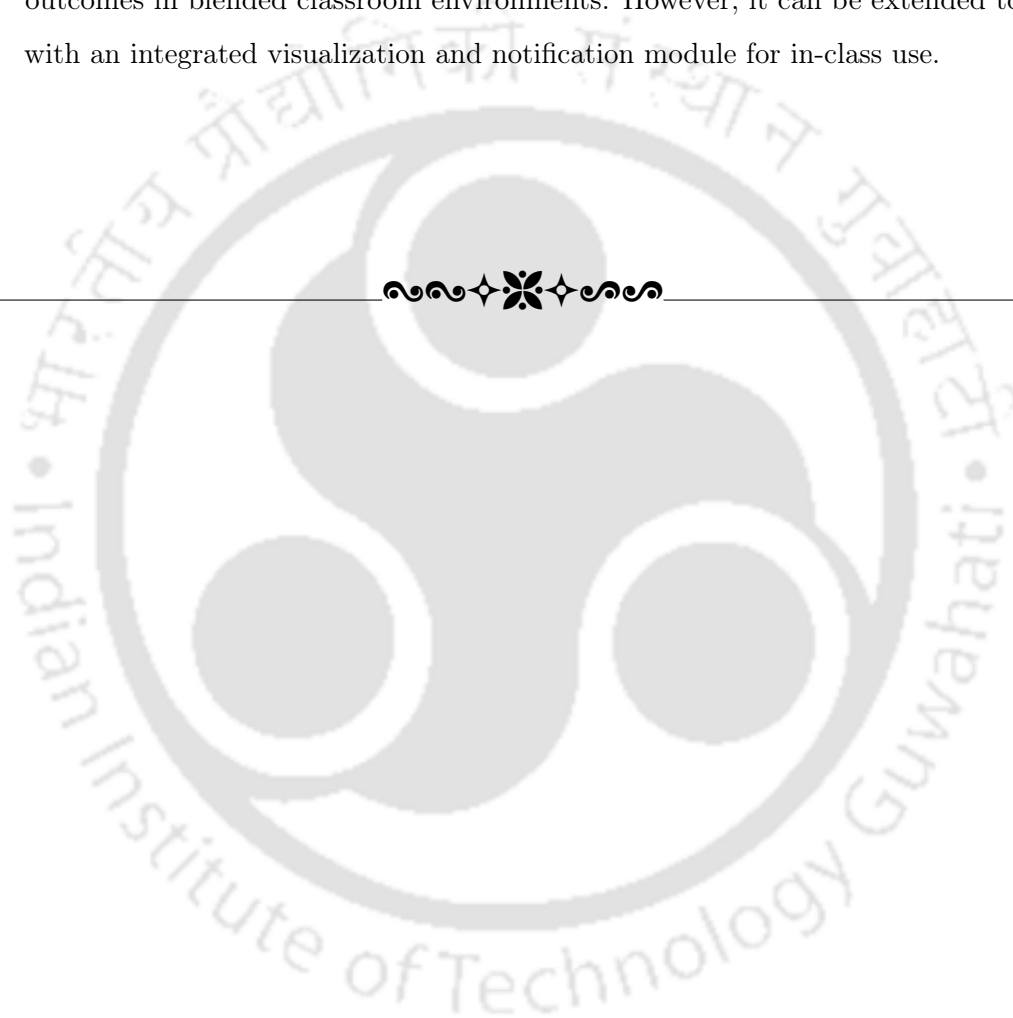 outcomes in blended classroom environments. However, it can be extended to
with an integrated visualization and notification module for in-class use.
भारतीय प्रौद्योगिकी संस्थान गुवाहाटी
• Indian Institute of Technology Guwahati •